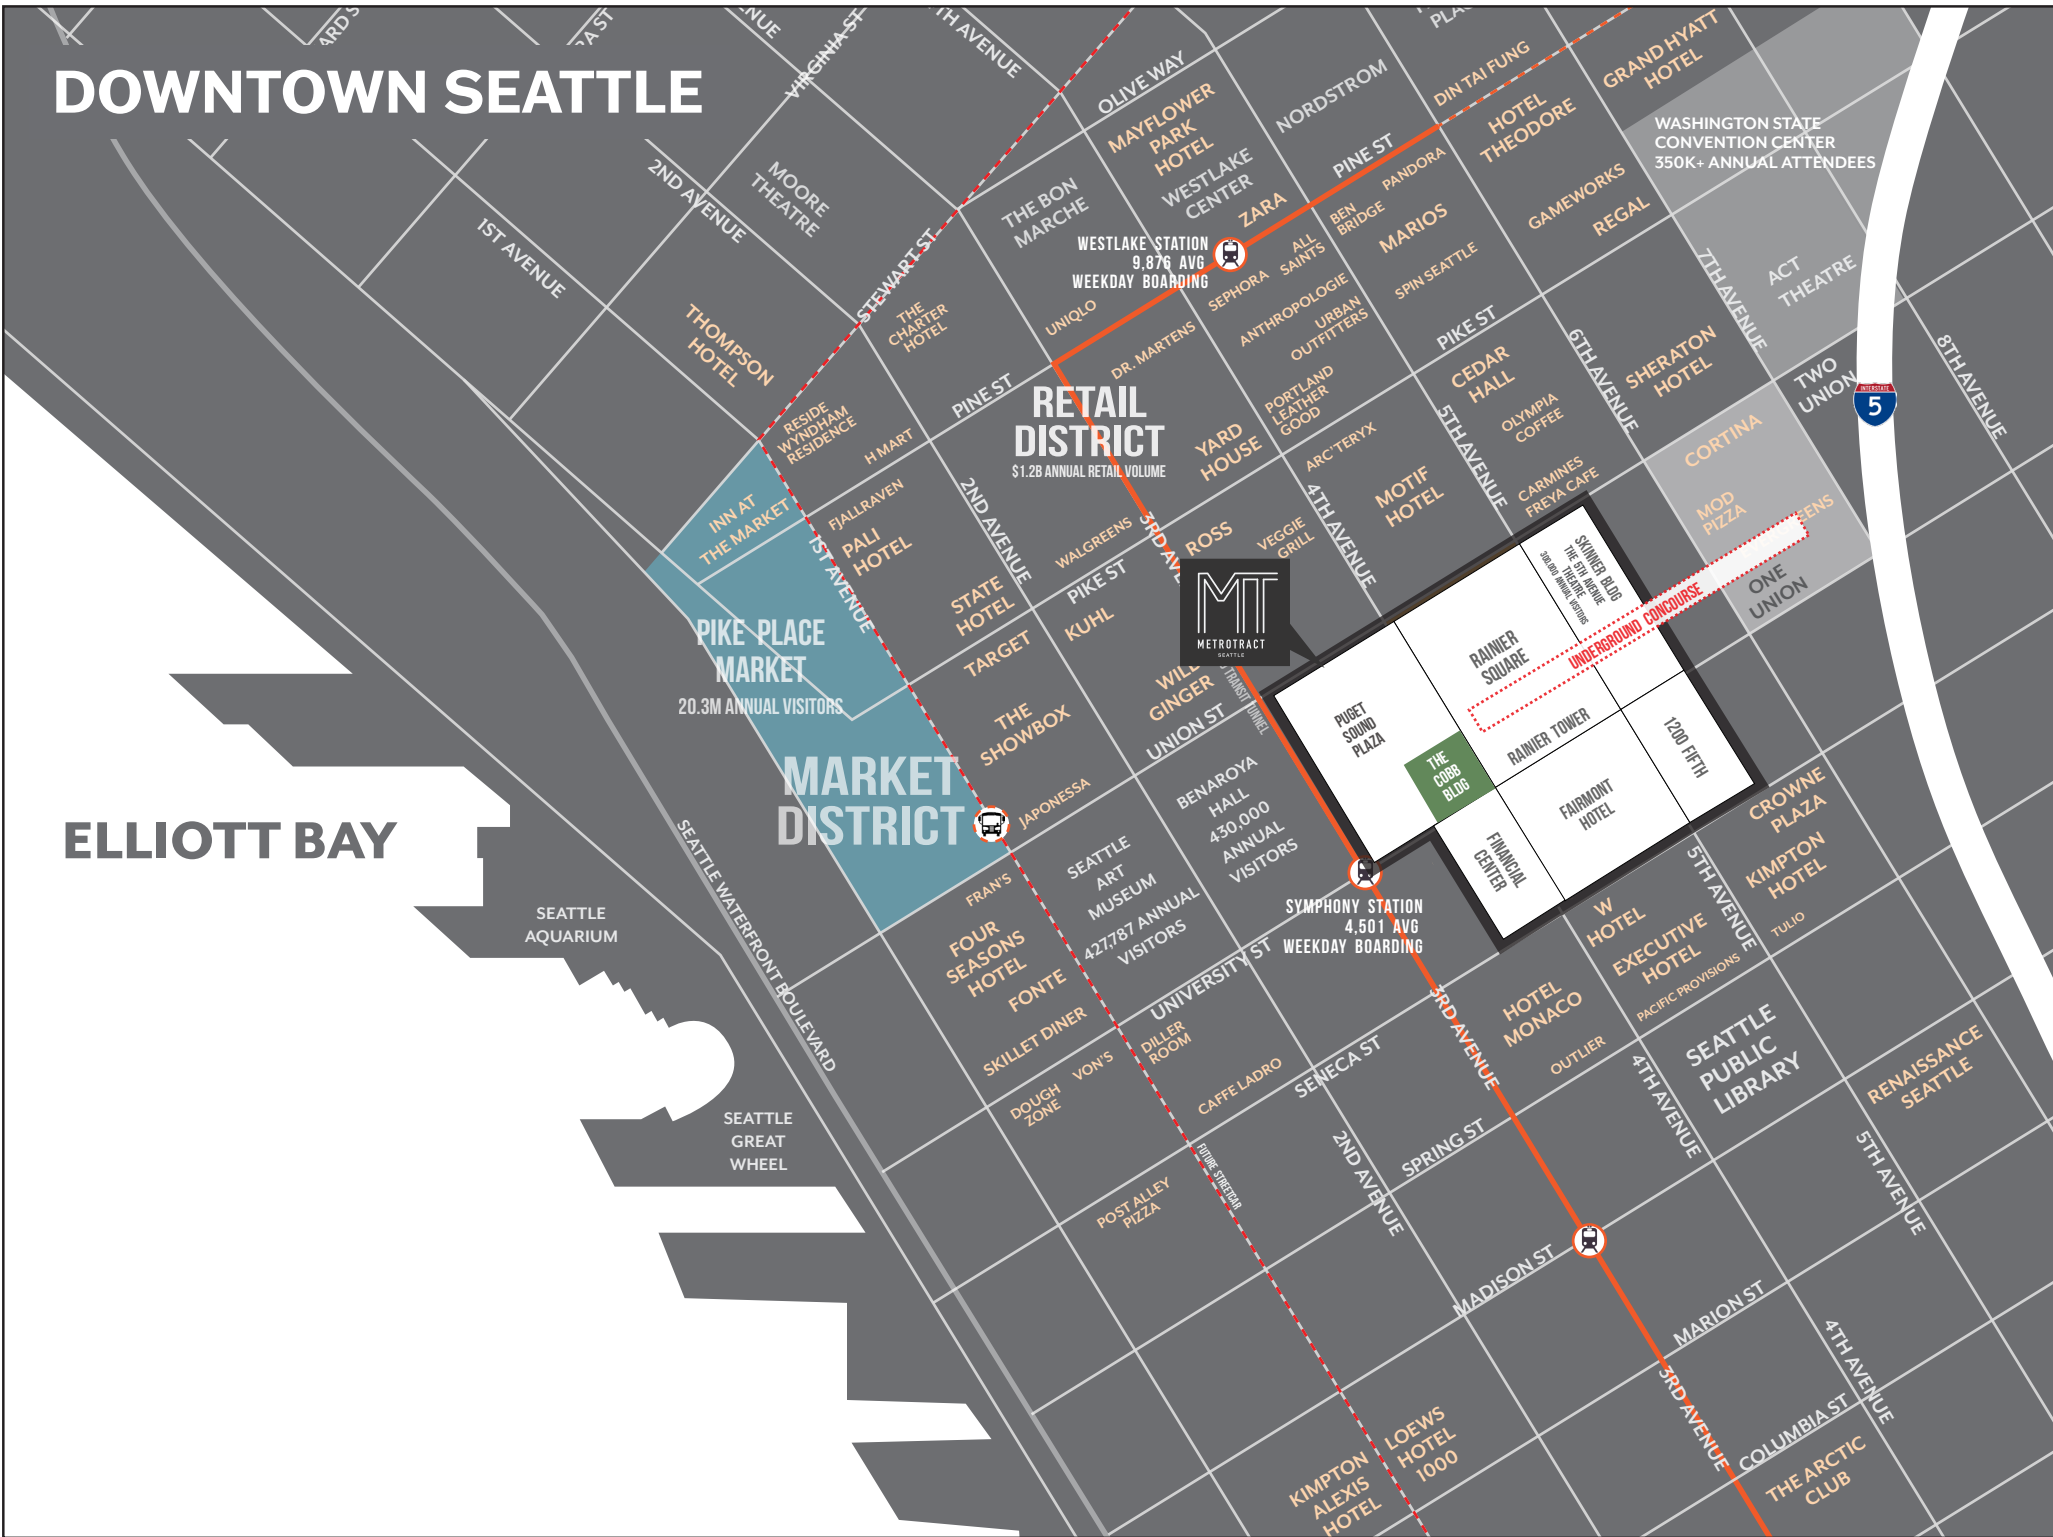 DOWNTOWN SEATTLE
VIRGINIA ST
7TH AVENUE
OLIVE WAY
MAYFLOWER
PARK
HOTEL
NORDSTROM
DIN TAI FUNG
GRAND HYATT
HOTEL
HOTEL
THEODORE
WASHINGTON STATE
CONVENTION CENTER
350K+ ANNUAL ATTENDEES
2ND AVENUE
MOORE
THEATRE
THE BON
MARCHE
WESTLAKE
CENTER
ZARA
PINE ST
PANDORA
BEN
BRIDGE
MARIOS
GAMEWORKS
REGAL
1ST AVENUE
STEWART ST
WESTLAKE STATION
9,876 AVG
WEEKDAY BOARDING
ALL
SAINTS
SEPHORA
SPIN SEATTLE
7TH AVENUE
ACT
THEATRE
THOMPSON
HOTEL
THE
CHARTER
HOTEL
UNIQLO
DR. MARTENS
ANTHROPOLOGIE
URBAN
OUTFITTERS
PIKE ST
6TH AVENUE
SHERATON
HOTEL
TWO
UNION
INTERSTATE
5
8TH AVENUE
PINE ST
RETAIL
DISTRICT
$1.2B ANNUAL RETAIL VOLUME
PORTLAND
LEATHER
GOOD
CEDAR
HALL
OLYMPIA
COFFEE
5TH AVENUE
RESIDE
WYNDHAM
RESIDENCE
H MART
YARD
HOUSE
ARC'TERYX
MOTIF
HOTEL
CARMINES
FREYA CAFE
CORTINA
MOD
PIZZA
INN AT
THE MARKET
FJALLRAVEN
PALI
HOTEL
1ST AVENUE
2ND AVENUE
WALGREENS
3RD AVE
ROSS
VEGGIE
GRILL
4TH AVENUE
SKINNER BLDG
THE 5TH AVENUE
THEATRE
300,000 ANNUAL VISITORS
ONE
UNION
UNDERGROUND CONCOURSE
STATE
HOTEL
PIKE ST
KUHL
TARGET
MT
METROTRACT
SEATTLE
RAINIER
SQUARE
PIKE PLACE
MARKET
20.3M ANNUAL VISITORS
THE
SHOWBOX
WILD
GINGER
UNION ST
TRANSIT TUNNEL
PUGET
SOUND
PLAZA
RAINIER TOWER
1200 FIFTH
THE
COBB
BLDG
FAIRMONT
HOTEL
FINANCIAL
CENTER
MARKET
DISTRICT
JAPONESSA
BENAROYA
HALL
430,000
ANNUAL
VISITORS
CROWNE
PLAZA
KIMPTON
HOTEL
TULIO
ELLIOTT BAY
SEATTLE WATERFRONT BOULEVARD
SEATTLE
AQUARIUM
FRAN'S
FOUR
SEASONS
HOTEL
FONTE
SKILLET DINER
SEATTLE
ART
MUSEUM
427,787 ANNUAL
VISITORS
UNIVERSITY ST
SYMPHONY STATION
4,501 AVG
WEEKDAY BOARDING
W
HOTEL
EXECUTIVE
HOTEL
PACIFIC PROVISIONS
5TH AVENUE
HOTEL
MONACO
OUTLIER
SEATTLE
PUBLIC
LIBRARY
RENAISSANCE
SEATTLE
DOUGH
ZONE
VON'S
DILLER
ROOM
CAFFE LADRO
SENECA ST
3RD AVENUE
4TH AVENUE
5TH AVENUE
SEATTLE
GREAT
WHEEL
FUTURE STREETCAR
POST ALLEY
PIZZA
2ND AVENUE
SPRING ST
MADISON ST
MARION ST
3RD AVENUE
4TH AVENUE
COLUMBIA ST
THE ARCTIC
CLUB
LOEWS
HOTEL
1000
KIMPTON
ALEXIS
HOTEL